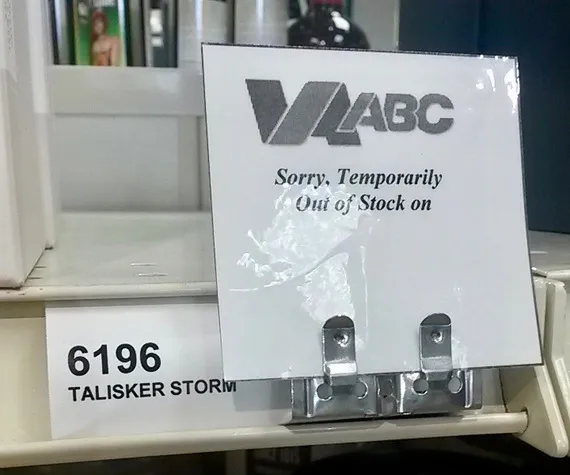 VA ABC
Sorry, Temporarily
Out of Stock on
6196
TALISKER STORM